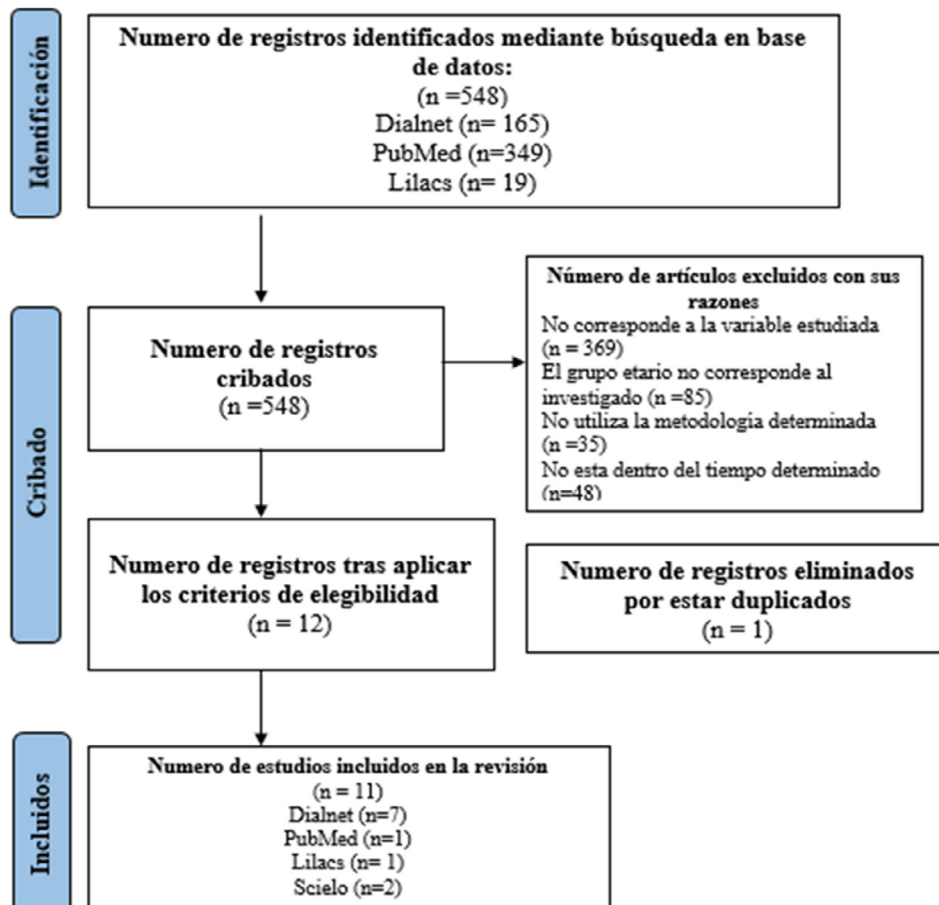 Identificación
Numero de registros identificados mediante búsqueda en base
de datos:
(n =548)
Dialnet (n= 165)
PubMed (n=349)
Lilacs (n= 19)
Cribado
Numero de registros
cribados
(n =548)
Número de artículos excluidos con sus
razones
No corresponde a la variable estudiada
(n = 369)
El grupo etario no corresponde al
investigado (n =85)
No utiliza la metodología determinada
(n =35)
No esta dentro del tiempo determinado
(n=48)
Numero de registros tras aplicar
los criterios de elegibilidad
(n = 12)
Numero de registros eliminados
por estar duplicados
(n = 1)
Incluidos
Numero de estudios incluidos en la revisión
(n = 11)
Dialnet (n=7)
PubMed (n=1)
Lilacs (n= 1)
Scielo (n=2)